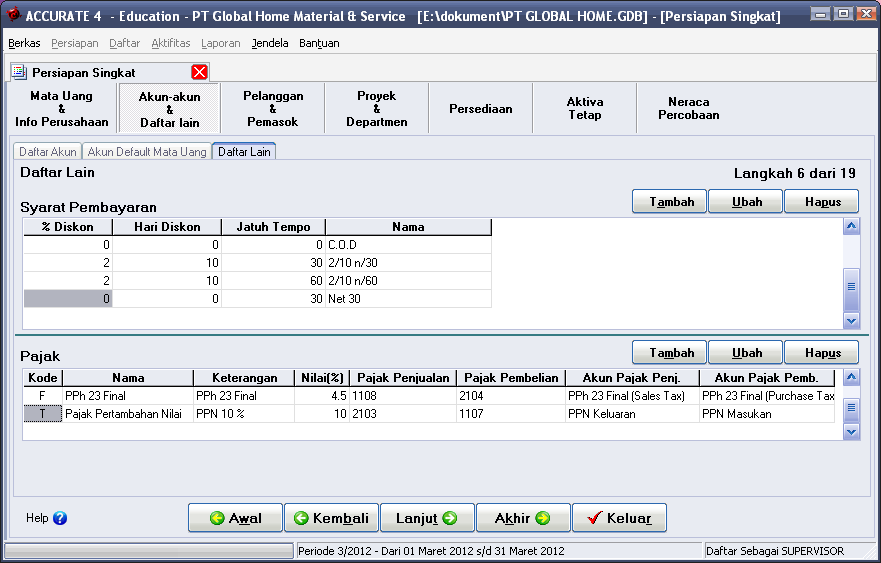 ACCURATE 4 - Education - PT Global Home Material & Service [E:\dokument\PT GLOBAL HOME.GDB] - [Persiapan Singkat]
Berkas Persiapan Daftar Aktifitas Laporan Jendela Bantuan
Persiapan Singkat
Mata Uang & Info Perusahaan
Akun-akun & Daftar lain
Pelanggan & Pemasok
Proyek & Departmen
Persediaan
Aktiva Tetap
Neraca Percobaan
Daftar Akun Akun Default Mata Uang Daftar Lain
Daftar Lain Langkah 6 dari 19
Syarat Pembayaran Tambah Ubah Hapus
% Diskon Hari Diskon Jatuh Tempo Nama
0 0 0 C.O.D
2 10 30 2/10 n/30
2 10 60 2/10 n/60
0 0 30 Net 30
Pajak Tambah Ubah Hapus
Kode Nama Keterangan Nilai(%) Pajak Penjualan Pajak Pembelian Akun Pajak Penj. Akun Pajak Pemb.
F PPh 23 Final PPh 23 Final 4.5 1108 2104 PPh 23 Final (Sales Tax) PPh 23 Final (Purchase Tax
T Pajak Pertambahan Nilai PPN 10 % 10 2103 1107 PPN Keluaran PPN Masukan
Help ? Awal Kembali Lanjut Akhir Keluar
Periode 3/2012 - Dari 01 Maret 2012 s/d 31 Maret 2012 Daftar Sebagai SUPERVISOR